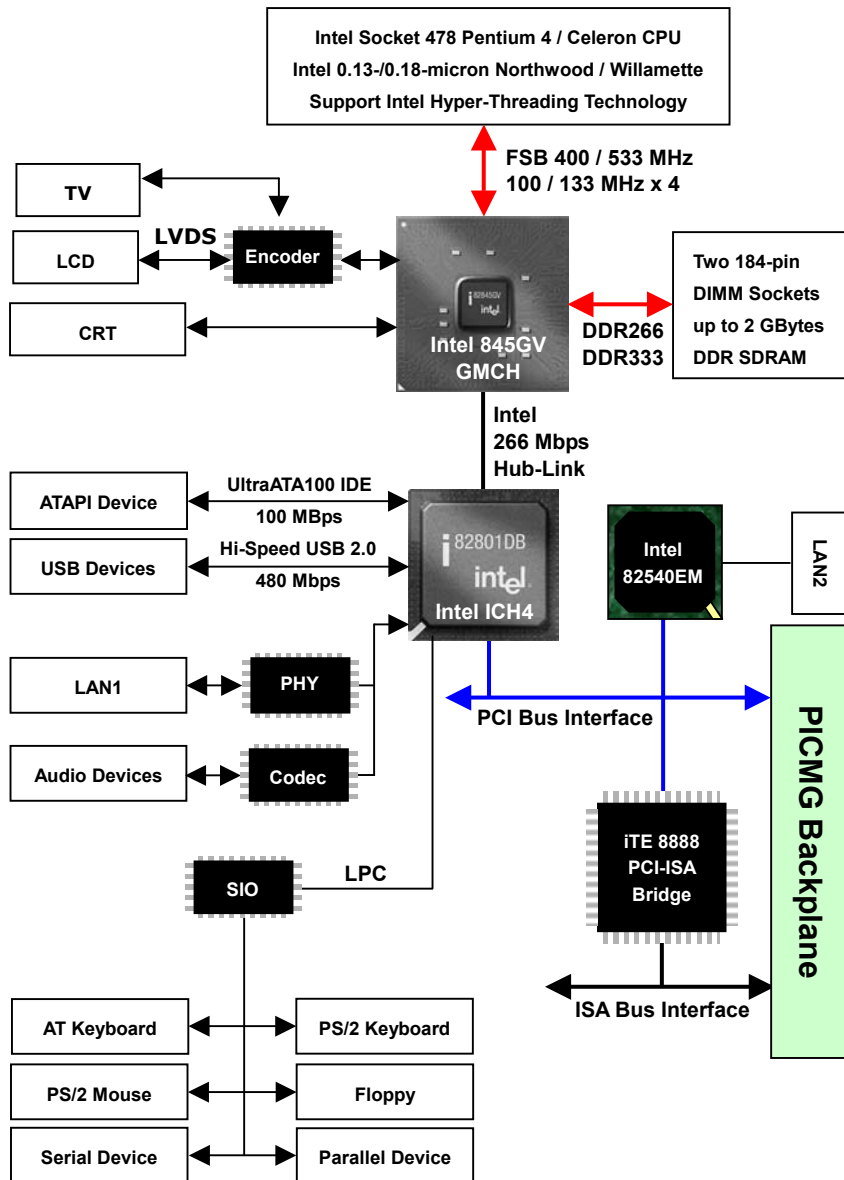 Intel Socket 478 Pentium 4 / Celeron CPU
Intel 0.13-/0.18-micron Northwood / Willamette
Support Intel Hyper-Threading Technology
FSB 400 / 533 MHz
100 / 133 MHz x 4
TV
LVDS
LCD
Encoder
CRT
i 82845GV
intel
Intel 845GV
GMCH
DDR266
DDR333
Two 184-pin
DIMM Sockets
up to 2 GBytes
DDR SDRAM
Intel
266 Mbps
Hub-Link
ATAPI Device
UltraATA100 IDE
100 MBps
USB Devices
Hi-Speed USB 2.0
480 Mbps
i 82801DB
intel.
Intel ICH4
Intel
82540EM
LAN2
LAN1
PHY
PCI Bus Interface
Audio Devices
Codec
PICMG Backplane
iTE 8888
PCI-ISA
Bridge
SIO
LPC
ISA Bus Interface
AT Keyboard
PS/2 Keyboard
PS/2 Mouse
Floppy
Serial Device
Parallel Device